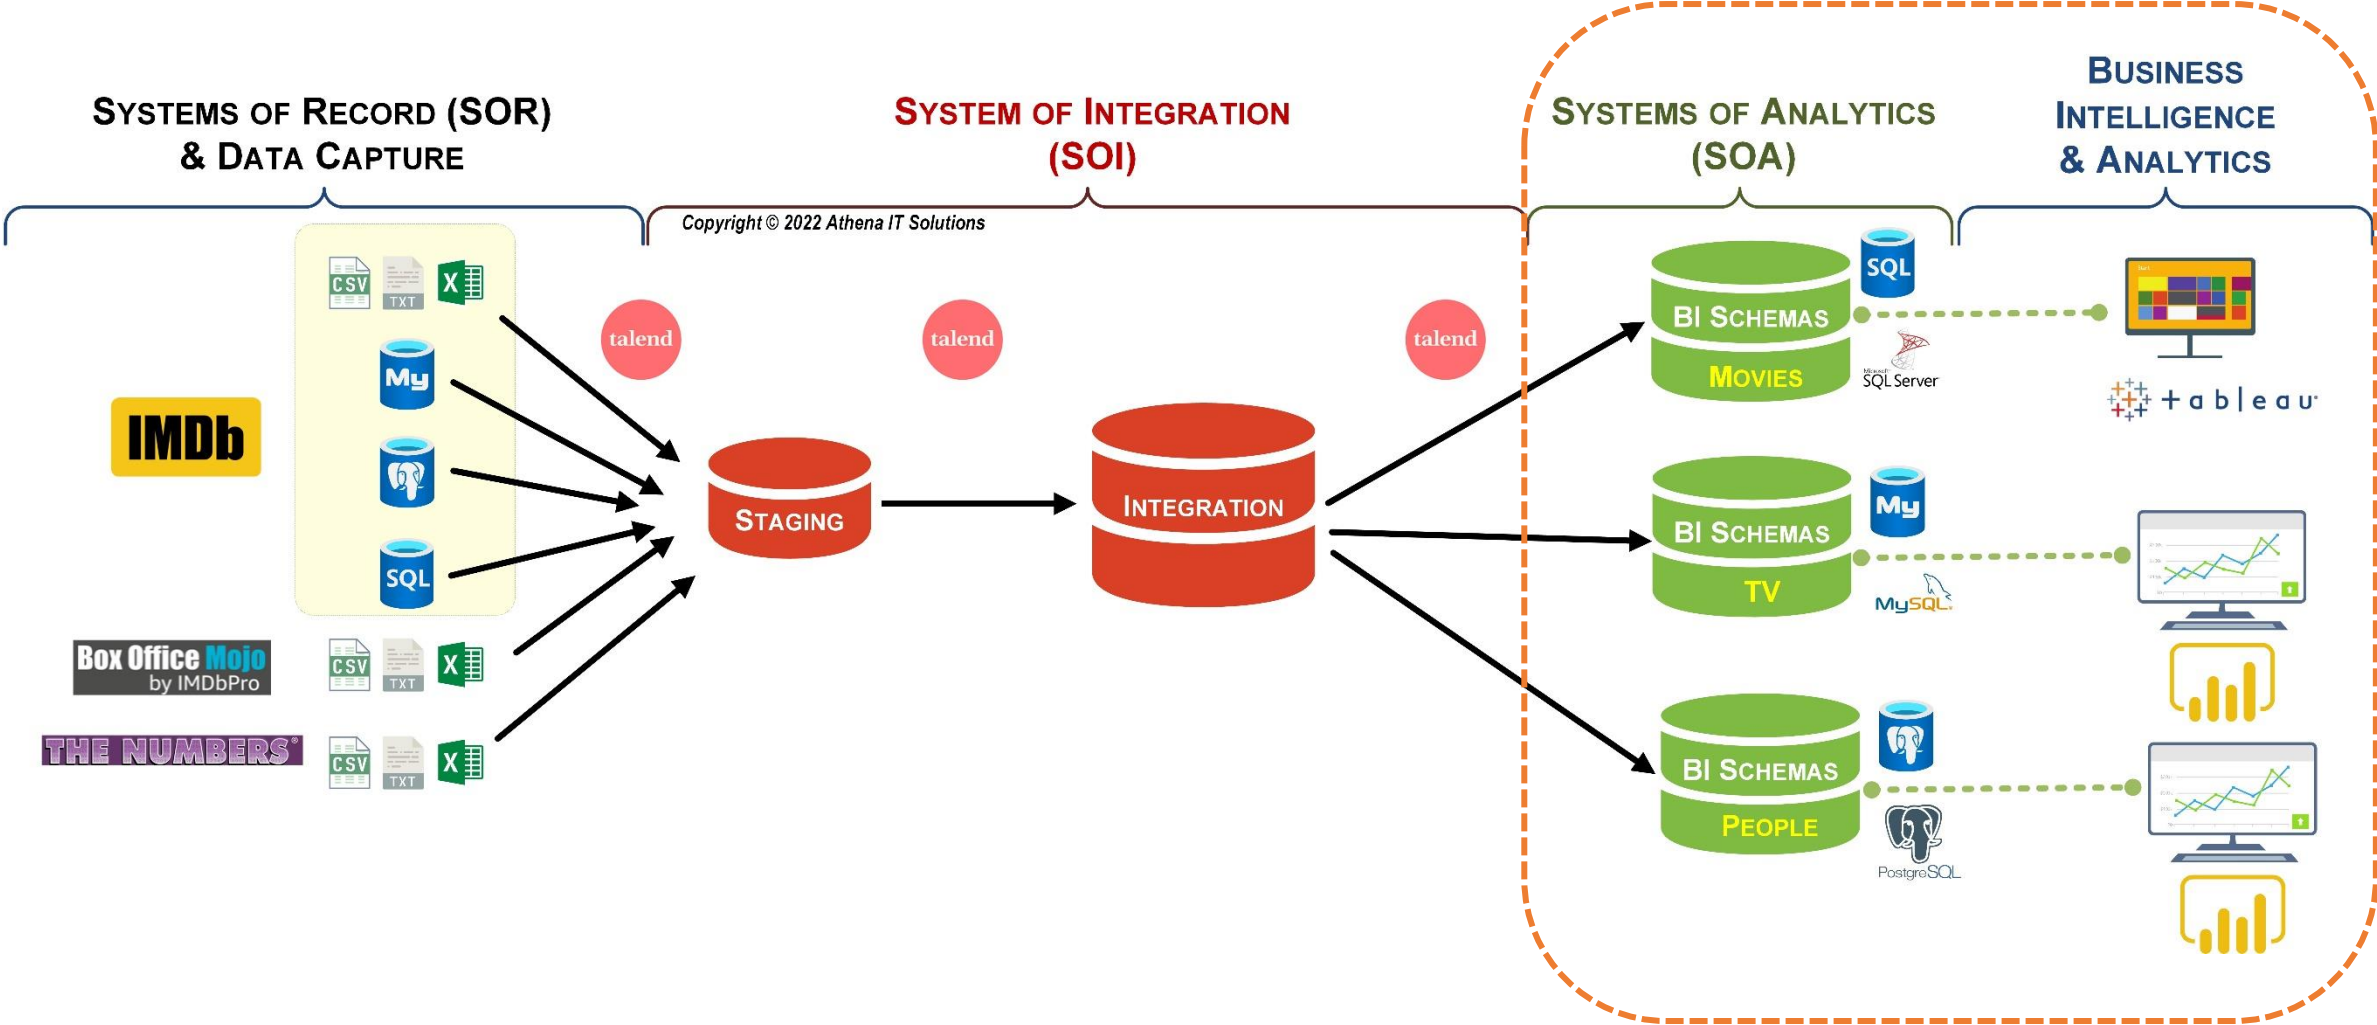 SYSTEMS OF RECORD (SOR)
& DATA CAPTURE
SYSTEM OF INTEGRATION
(SOI)
SYSTEMS OF ANALYTICS
(SOA)
BUSINESS
INTELLIGENCE
& ANALYTICS
Copyright © 2022 Athena IT Solutions
CSV
TXT
X
My
SQL
IMDb
Box Office Mojo
by IMDbPro
CSV
TXT
X
THE NUMBERS®
CSV
TXT
X
talend
talend
talend
STAGING
INTEGRATION
BI SCHEMAS
MOVIES
SQL
Microsoft
SQL Server
BI SCHEMAS
TV
My
MySQL
BI SCHEMAS
PEOPLE
PostgreSQL
+ableau